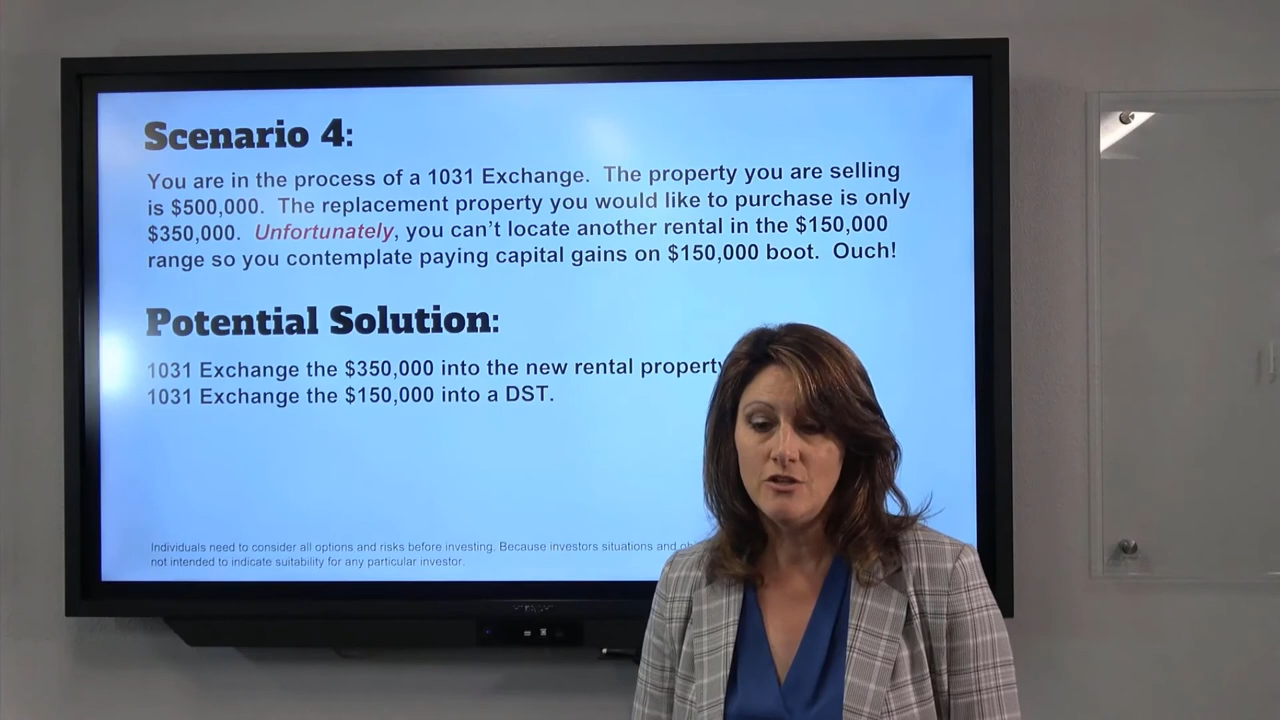 Scenario 4:
You are in the process of a 1031 Exchange. The property you are selling
is $500,000. The replacement property you would like to purchase is only
$350,000. Unfortunately, you can't locate another rental in the $150,000
range so you contemplate paying capital gains on $150,000 boot. Ouch!
Potential Solution:
1031 Exchange the $350,000 into the new rental property
1031 Exchange the $150,000 into a DST.
Individuals need to consider all options and risks before investing. Because investors situations and
not intended to indicate suitability for any particular investor.